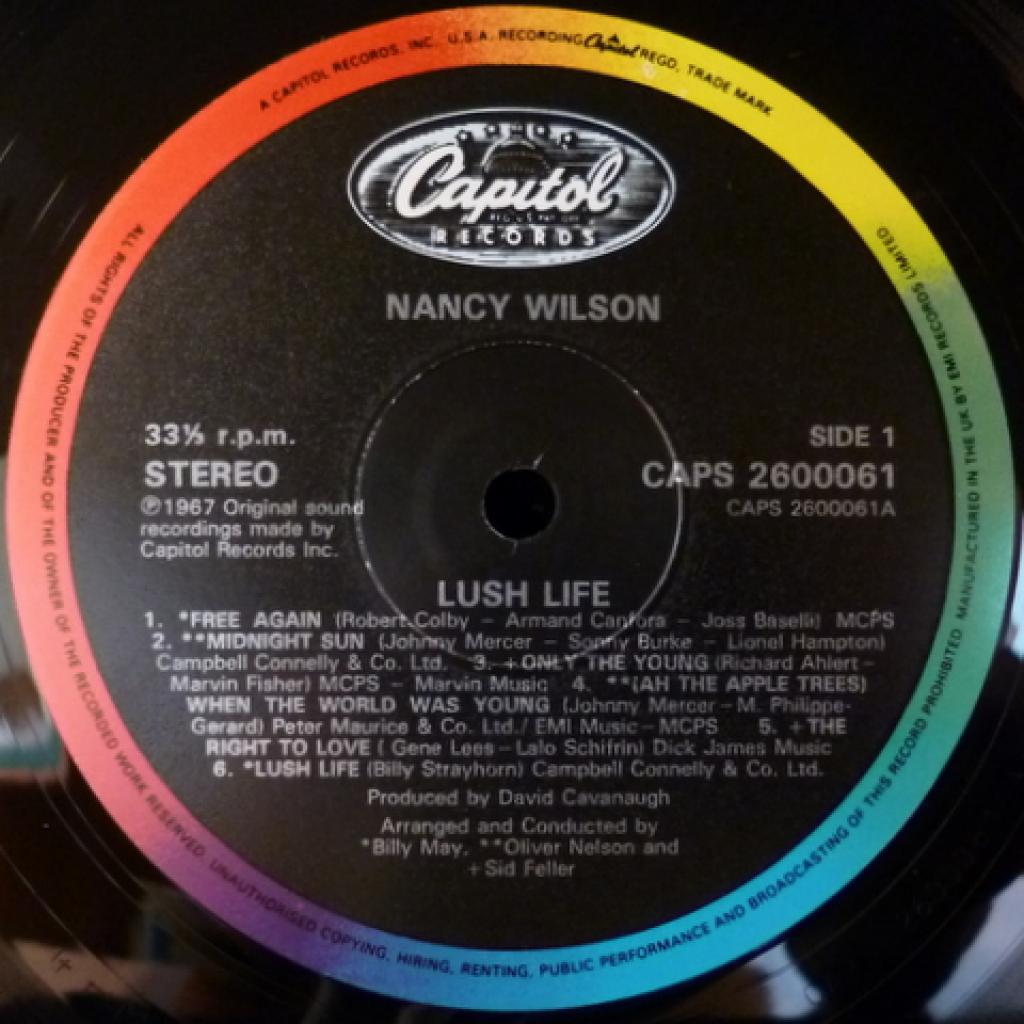 A CAPITOL RECORDS, INC. U.S.A. RECORDING Capitol REGD. TRADE MARK
Capitol
RECORDS
NANCY WILSON
33⅓ r.p.m.
SIDE 1
STEREO
CAPS 2600061
℗1967 Original sound
CAPS 2600061A
recordings made by
Capitol Records Inc.
LUSH LIFE
1. *FREE AGAIN (Robert Colby – Armand Canfora – Joss Baselli) MCPS
2. **MIDNIGHT SUN (Johnny Mercer – Sonny Burke – Lionel Hampton)
Campbell Connelly & Co. Ltd. 3. +ONLY THE YOUNG (Richard Ahlert –
Marvin Fisher) MCPS – Marvin Music 4. **(AH THE APPLE TREES)
WHEN THE WORLD WAS YOUNG (Johnny Mercer – M. Philippe-
Gerard) Peter Maurice & Co. Ltd./ EMI Music – MCPS 5. +THE
RIGHT TO LOVE ( Gene Lees – Lalo Schifrin) Dick James Music
6. *LUSH LIFE (Billy Strayhorn) Campbell Connelly & Co. Ltd.
Produced by David Cavanaugh
Arranged and Conducted by
*Billy May, **Oliver Nelson and
+Sid Feller
ALL RIGHTS OF THE PRODUCER AND OF THE OWNER OF THE RECORDED WORK RESERVED. UNAUTHORISED COPYING, HIRING, RENTING, PUBLIC PERFORMANCE AND BROADCASTING OF THIS RECORD PROHIBITED MANUFACTURED IN THE UK BY EMI RECORDS LIMITED